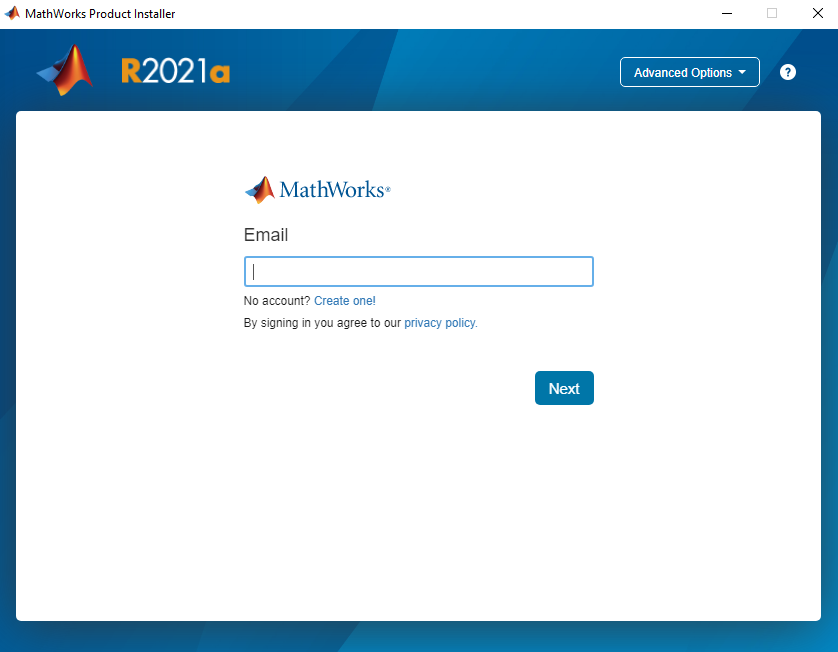 MathWorks Product Installer
R2021a
Advanced Options
?
MathWorks®
Email
No account? Create one!
By signing in you agree to our privacy policy.
Next